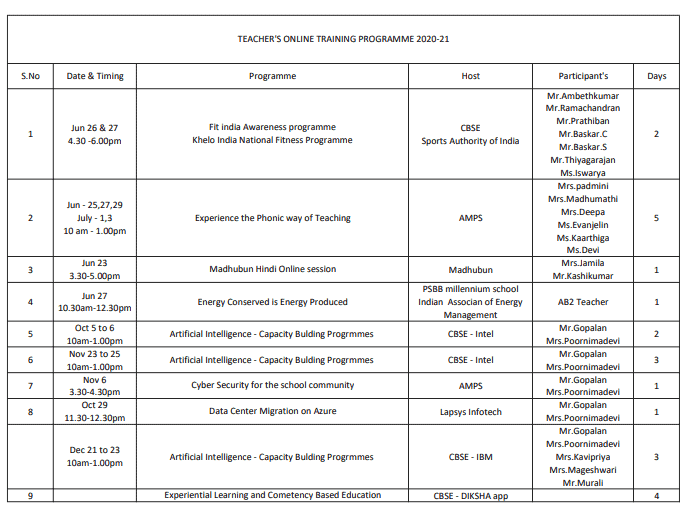 TEACHER'S ONLINE TRAINING PROGRAMME 2020-21
S.No Date & Timing Programme Host Participant's Days
1
Jun 26 & 27
4.30 -6.00pm
Fit india Awareness programme
Khelo India National Fitness Programme
CBSE
Sports Authority of India
Mr.Ambethkumar
Mr.Ramachandran
Mr.Prathiban
Mr.Baskar.C
Mr.Baskar.S
Mr.Thiyagarajan
Ms.Iswarya
2
2
Jun - 25,27,29
July - 1,3
10 am - 1.00pm
Experience the Phonic way of Teaching
AMPS
Mrs.padmini
Mrs.Madhumathi
Mrs.Deepa
Ms.Evanjelin
Ms.Kaarthiga
Ms.Devi
5
3
Jun 23
3.30-5.00pm
Madhubun Hindi Online session
Madhubun
Mrs.Jamila
Mr.Kashikumar
1
4
Jun 27
10.30am-12.30pm
Energy Conserved is Energy Produced
PSBB millennium school
Indian Associan of Energy
Management
AB2 Teacher
1
5
Oct 5 to 6
10am-1.00pm
Artificial Intelligence - Capacity Bulding Progrmmes
CBSE - Intel
Mr.Gopalan
Mrs.Poornimadevi
2
6
Nov 23 to 25
10am-1.00pm
Artificial Intelligence - Capacity Bulding Progrmmes
CBSE - Intel
Mr.Gopalan
Mrs.Poornimadevi
3
7
Nov 6
3.30-4.30pm
Cyber Security for the school community
AMPS
Mr.Gopalan
Mrs.Poornimadevi
1
8
Oct 29
11.30-12.30pm
Data Center Migration on Azure
Lapsys Infotech
Mr.Gopalan
Mrs.Poornimadevi
1
Dec 21 to 23
10am-1.00pm
Artificial Intelligence - Capacity Bulding Progrmmes
CBSE - IBM
Mr.Gopalan
Mrs.Poornimadevi
Mrs.Kavipriya
Mrs.Mageshwari
Mr.Murali
3
9
Experiential Learning and Cometency Based Education
CBSE - DIKSHA app
4